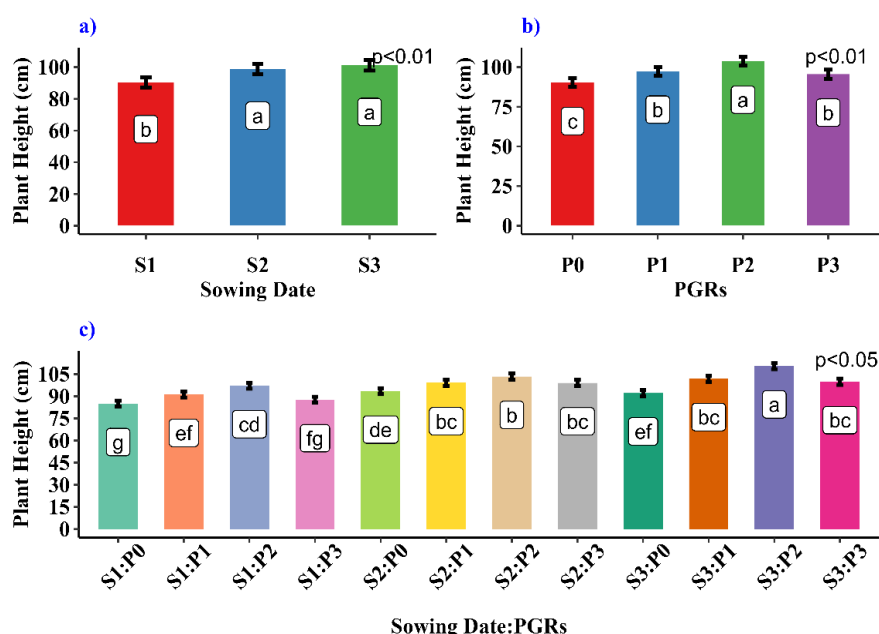 a)
Plant Height (cm)
100
80
60
40
20
0
p<0.01
b
a
a
S1 S2 S3
Sowing Date
b)
Plant Height (cm)
100
75
50
25
0
p<0.01
c
b
a
b
P0 P1 P2 P3
PGRs
c)
Plant Height (cm)
105
90
75
60
45
30
15
0
p<0.05
g
ef
cd
fg
de
bc
b
bc
ef
bc
a
bc
S1:P0 S1:P1 S1:P2 S1:P3 S2:P0 S2:P1 S2:P2 S2:P3 S3:P0 S3:P1 S3:P2 S3:P3
Sowing Date:PGRs